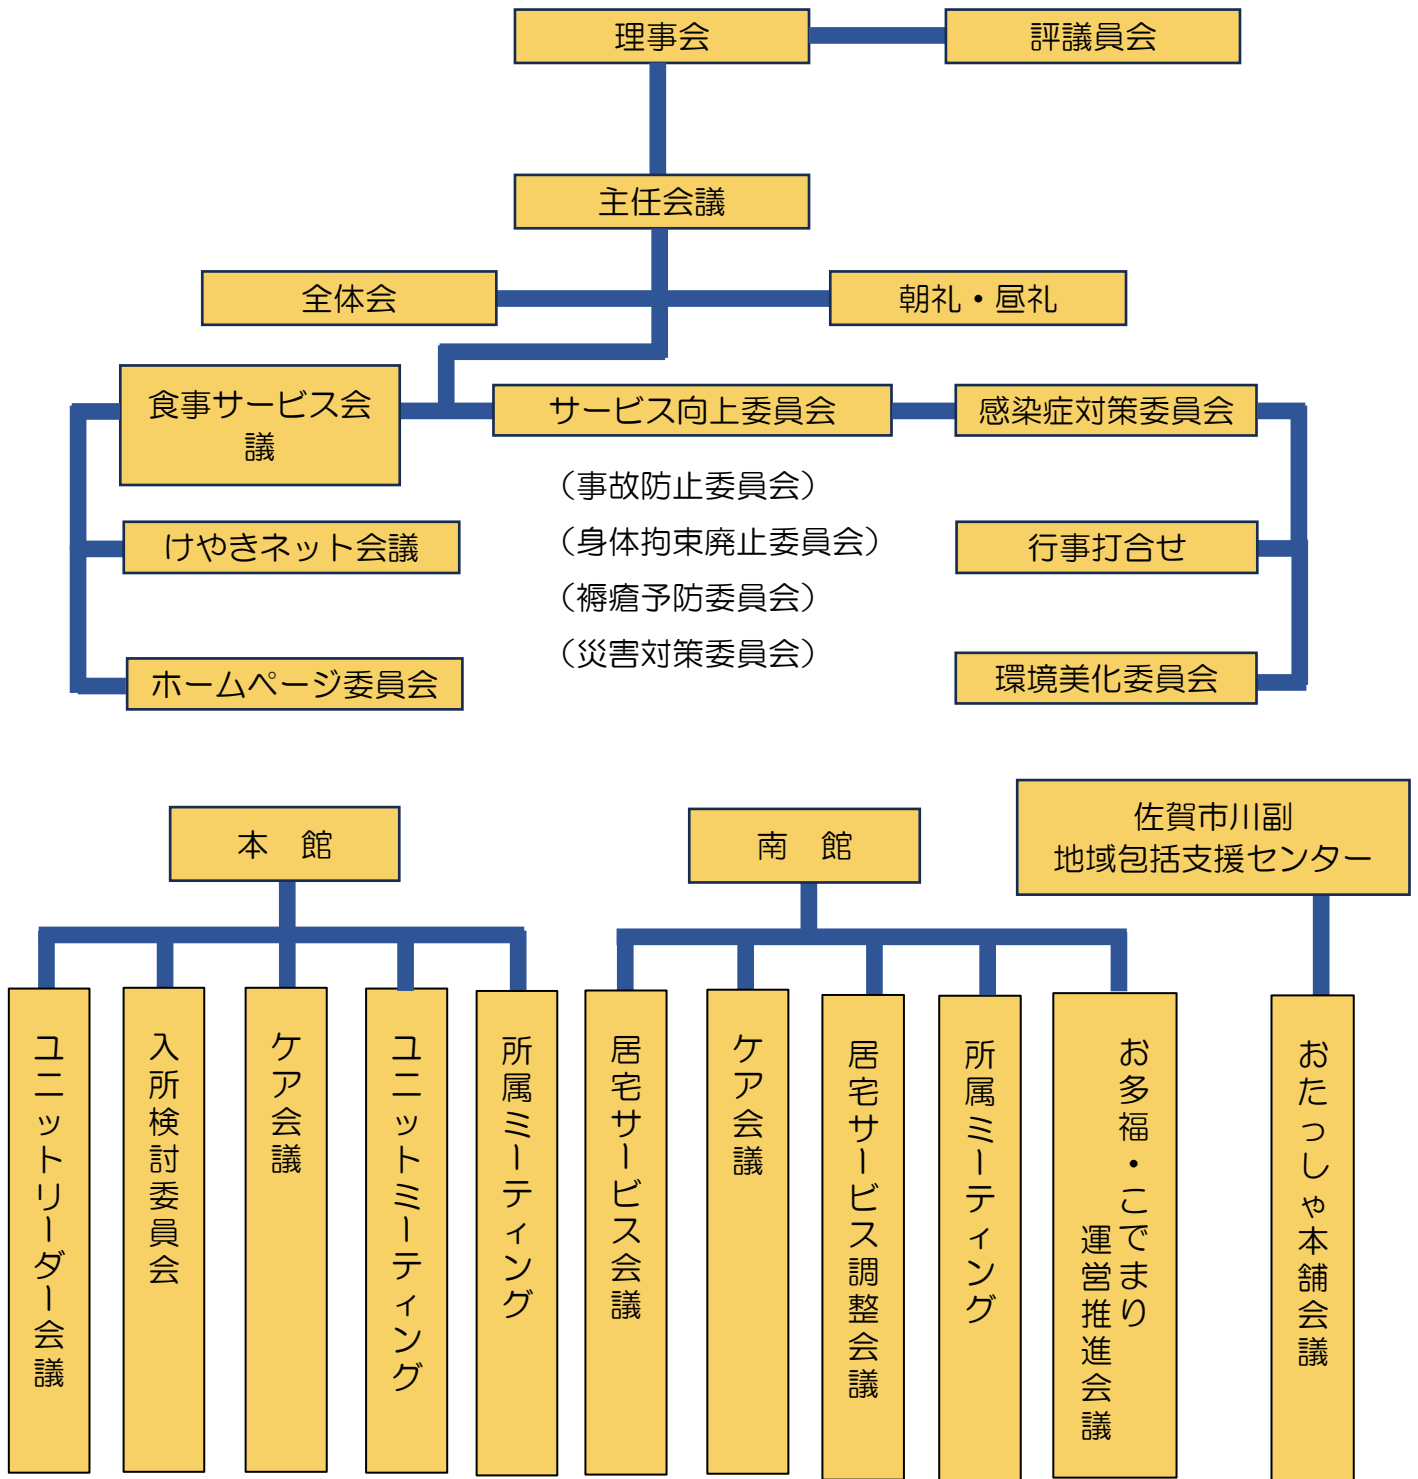 理事会
評議員会
主任会議
全体会
朝礼・昼礼
食事サービス会
議
サービス向上委員会
感染症対策委員会
（事故防止委員会）
（身体拘束廃止委員会）
（褥瘡予防委員会）
（災害対策委員会）
けやきネット会議
行事打合せ
ホームページ委員会
環境美化委員会
本　館
南　館
佐賀市川副
地域包括支援センター
ユニットリーダー会議
入所検討委員会
ケア会議
ユニットミーティング
所属ミーティング
居宅サービス会議
ケア会議
居宅サービス調整会議
所属ミーティング
お多福・こでまり
運営推進会議
おたっしゃ本舗会議